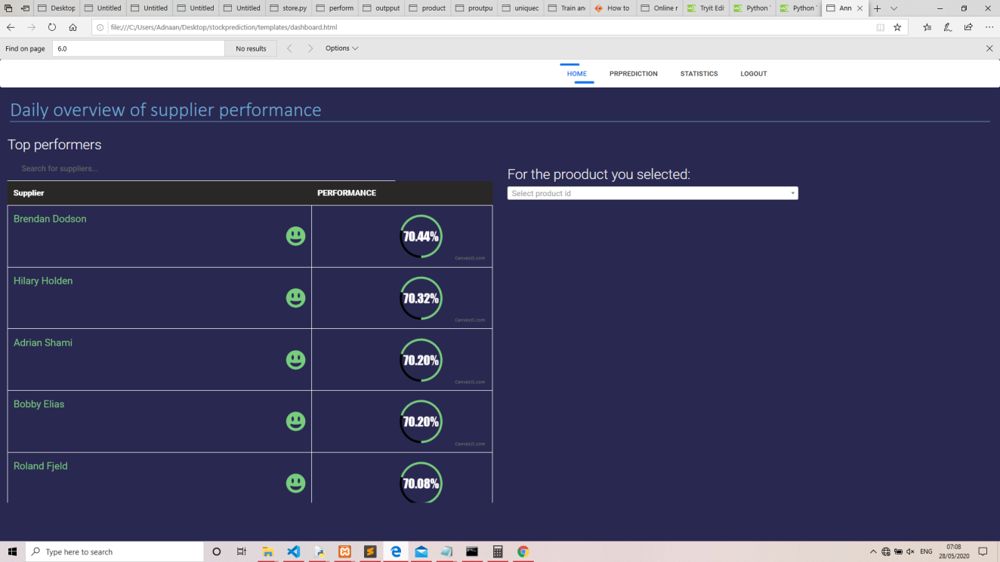 Desktop
Untitled
Untitled
Untitled
Untitled
store.py
perform
outpput
product
proutpu
uniquec
Train and
How to
Online r
Tryit Edi
Python
Python
Ann
file:///C:/Users/Adnaan/Desktop/stockprediction/templates/dashboard.html
Find on page
6.0
No results
Options
HOME
PRPREDICTION
STATISTICS
LOGOUT
Daily overview of supplier performance
Top performers
Search for suppliers...
For the prooduct you selected:
Select product id
Supplier
PERFORMANCE
Brendan Dodson
70.44%
CanvasJS.com
Hilary Holden
70.32%
CanvasJS.com
Adrian Shami
70.20%
CanvasJS.com
Bobby Elias
70.20%
CanvasJS.com
Roland Fjeld
70.08%
Type here to search
ENG
07:08
28/05/2020